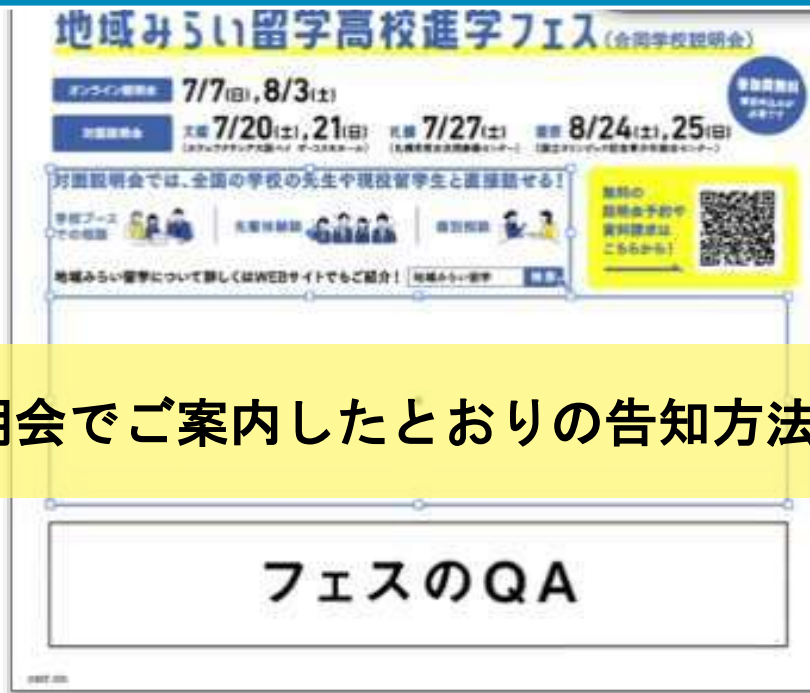 地域みらい留学高校進学フェス(合同学校説明会)
オンライン説明会 7/7(日),8/3(土)
参加費無料
対面説明会 大阪 7/20(土),21(日) 札幌 7/27(土) 東京 8/24(土),25(日)
対面説明会では、全国の学校の先生や現役留学生と直接話せる!
学校ブース
での相談
先輩体験談
個別相談
無料の
説明会予約や
資料請求は
こちらから!
地域みらい留学について詳しくはWEBサイトでもご紹介! 地域みらい留学 検索
明会でご案内したとおりの告知方法
フェスのQA